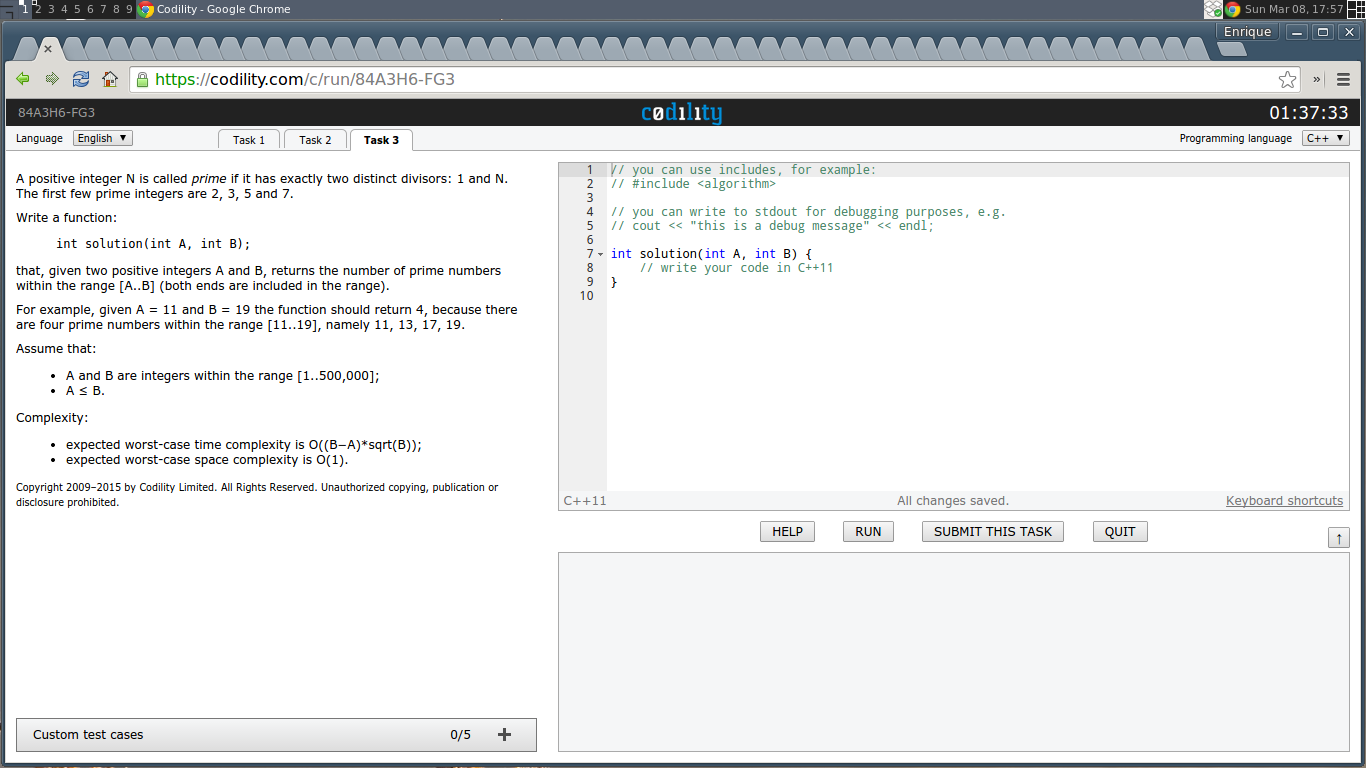 1 2 3 4 5 6 7 8 9 Codility - Google Chrome Sun Mar 08, 17:57
Enrique
https://codility.com/c/run/84A3H6-FG3 »
84A3H6-FG3 codility 01:37:33
Language English ▼ Task 1 Task 2 Task 3 Programming language C++ ▼
A positive integer N is called prime if it has exactly two distinct divisors: 1 and N.
The first few prime integers are 2, 3, 5 and 7.
Write a function:
int solution(int A, int B);
that, given two positive integers A and B, returns the number of prime numbers
within the range [A..B] (both ends are included in the range).
For example, given A = 11 and B = 19 the function should return 4, because there
are four prime numbers within the range [11..19], namely 11, 13, 17, 19.
Assume that:
• A and B are integers within the range [1..500,000];
• A ≤ B.
Complexity:
• expected worst-case time complexity is O((B−A)*sqrt(B));
• expected worst-case space complexity is O(1).
Copyright 2009–2015 by Codility Limited. All Rights Reserved. Unauthorized copying, publication or
disclosure prohibited.
Custom test cases 0/5 +
1 // you can use includes, for example:
2 // #include <algorithm>
3
4 // you can write to stdout for debugging purposes, e.g.
5 // cout << "this is a debug message" << endl;
6
7 int solution(int A, int B) {
8 // write your code in C++11
9 }
10
C++11 All changes saved. Keyboard shortcuts
HELP RUN SUBMIT THIS TASK QUIT
↑